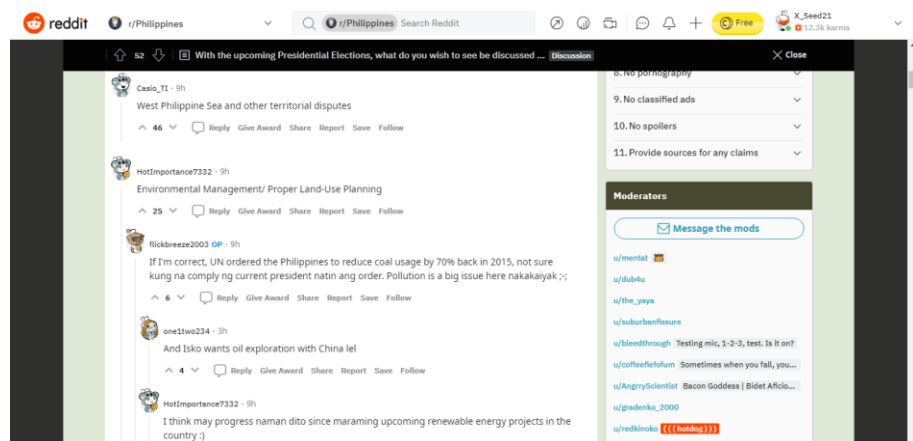 reddit r/Philippines r/Philippines Search Reddit Free X_Seed21
12.3k karma
52 With the upcoming Presidential Elections, what do you wish to see be discussed ... Discussion Close
Casio_TI · 9h
West Philippine Sea and other territorial disputes
46 Reply Give Award Share Report Save Follow
HotImportance7332 · 9h
Environmental Management/ Proper Land-Use Planning
25 Reply Give Award Share Report Save Follow
flickbreeze2003 OP · 9h
If I'm correct, UN ordered the Philippines to reduce coal usage by 70% back in 2015, not sure
kung na comply ng current president natin ang order. Pollution is a big issue here nakakaiyak ;-;
6 Reply Give Award Share Report Save Follow
one1two234 · 3h
And Isko wants oil exploration with China lel
4 Reply Give Award Share Report Save Follow
HotImportance7332 · 9h
I think may progress naman dito since maraming upcoming renewable energy projects in the
country :)
8. No pornography
9. No classified ads
10. No spoilers
11. Provide sources for any claims
Moderators
Message the mods
u/mentat
u/dub4u
u/the_yaya
u/suburbanfissure
u/bleedthrough Testing mic, 1-2-3, test. Is it on?
u/coffeefiefofum Sometimes when you fall, you...
u/AngrryScientist Bacon Goddess | Bidet Aficio...
u/gradenko_2000
u/redkinoko {{{hotdog}}}